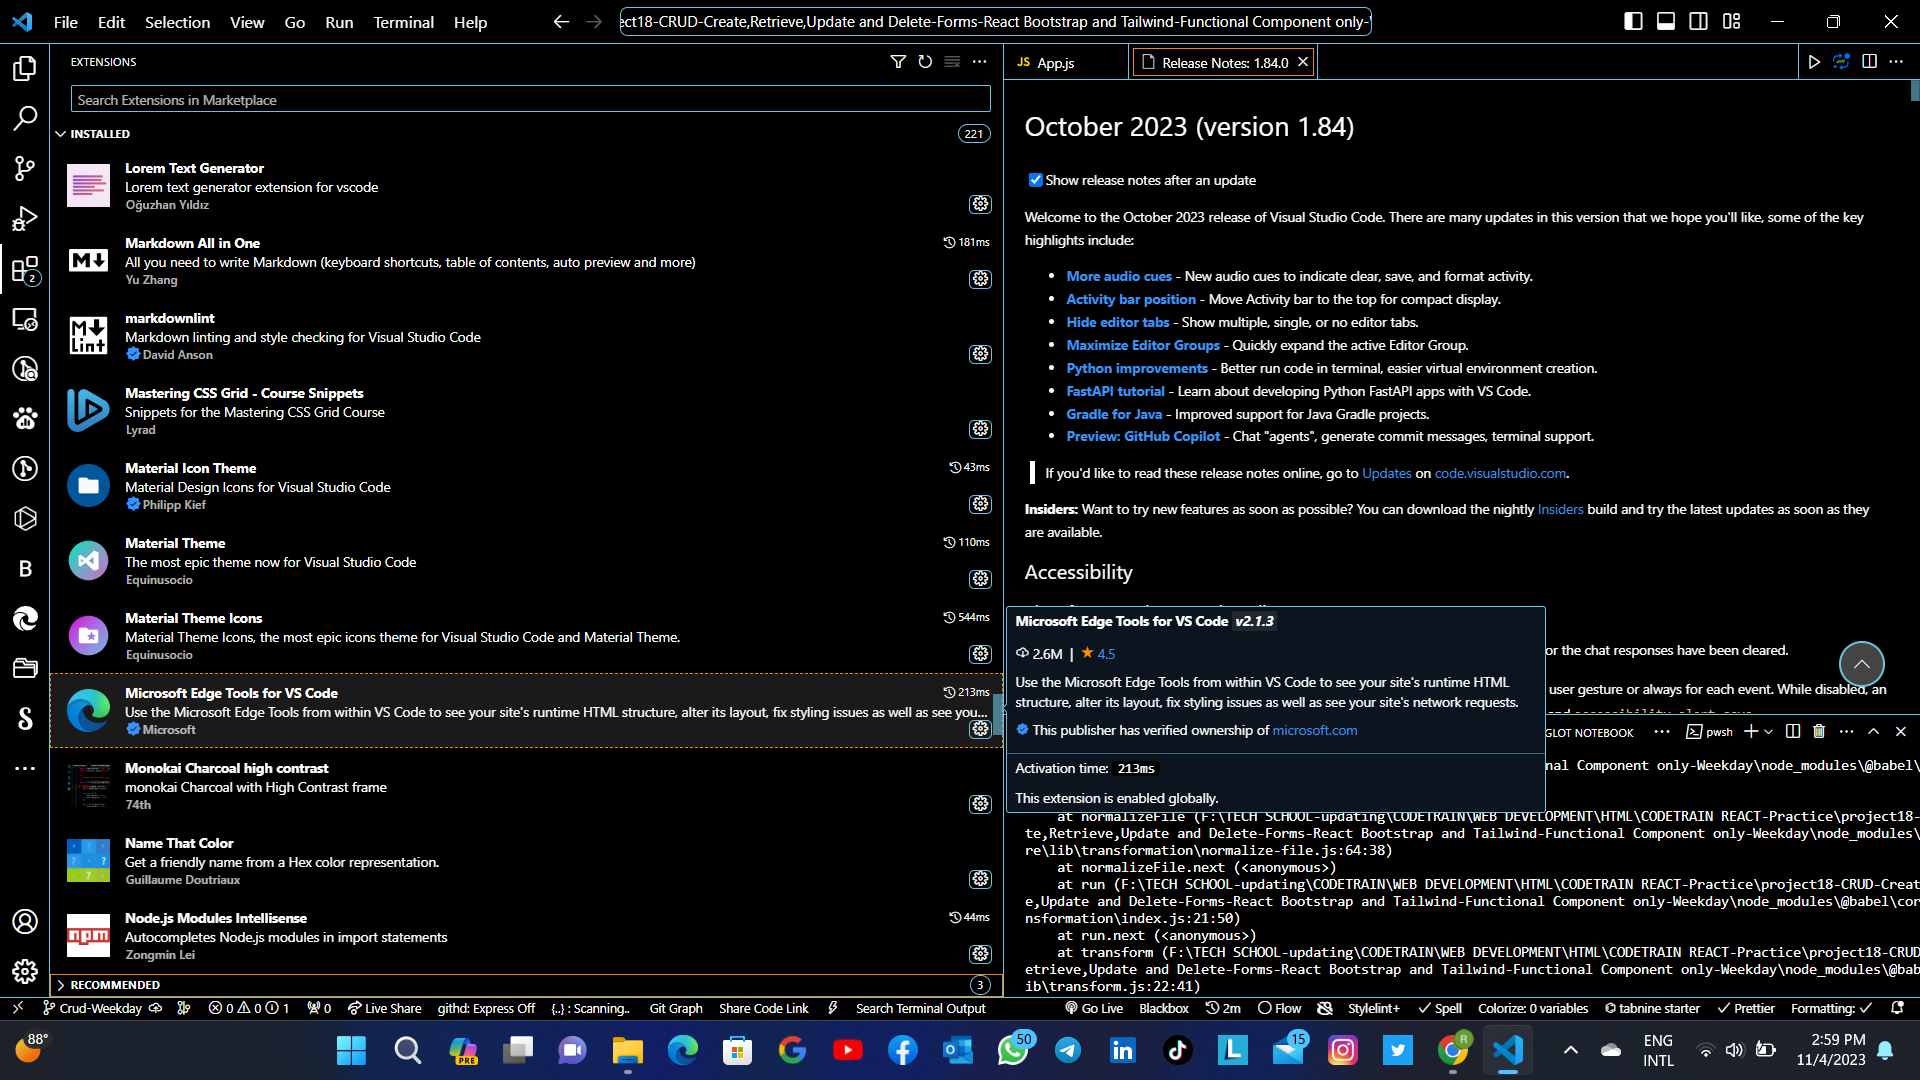 File Edit Selection View Go Run Terminal Help
ect18-CRUD-Create,Retrieve,Update and Delete-Forms-React Bootstrap and Tailwind-Functional Component only-
EXTENSIONS
Search Extensions in Marketplace
INSTALLED 221
Lorem Text Generator
Lorem text generator extension for vscode
Oğuzhan Yıldız
Markdown All in One 181ms
All you need to write Markdown (keyboard shortcuts, table of contents, auto preview and more)
Yu Zhang
markdownlint
Markdown linting and style checking for Visual Studio Code
David Anson
Mastering CSS Grid - Course Snippets
Snippets for the Mastering CSS Grid Course
Lyrad
Material Icon Theme 43ms
Material Design Icons for Visual Studio Code
Philipp Kief
Material Theme 110ms
The most epic theme now for Visual Studio Code
Equinusocio
Material Theme Icons 544ms
Material Theme Icons, the most epic icons theme for Visual Studio Code and Material Theme.
Equinusocio
Microsoft Edge Tools for VS Code 213ms
Use the Microsoft Edge Tools from within VS Code to see your site's runtime HTML structure, alter its layout, fix styling issues as well as see you...
Microsoft
Monokai Charcoal high contrast
monokai Charcoal with High Contrast frame
74th
Name That Color
Get a friendly name from a Hex color representation.
Guillaume Doutriaux
Node.js Modules Intellisense 44ms
Autocompletes Node.js modules in import statements
Zongmin Lei
RECOMMENDED 3
2
B
JS App.js
Release Notes: 1.84.0
October 2023 (version 1.84)
Show release notes after an update
Welcome to the October 2023 release of Visual Studio Code. There are many updates in this version that we hope you'll like, some of the key
highlights include:
• More audio cues - New audio cues to indicate clear, save, and format activity.
• Activity bar position - Move Activity bar to the top for compact display.
• Hide editor tabs - Show multiple, single, or no editor tabs.
• Maximize Editor Groups - Quickly expand the active Editor Group.
• Python improvements - Better run code in terminal, easier virtual environment creation.
• FastAPI tutorial - Learn about developing Python FastAPI apps with VS Code.
• Gradle for Java - Improved support for Java Gradle projects.
• Preview: GitHub Copilot - Chat "agents", generate commit messages, terminal support.
If you'd like to read these release notes online, go to Updates on code.visualstudio.com.
Insiders: Want to try new features as soon as possible? You can download the nightly Insiders build and try the latest updates as soon as they
are available.
Accessibility
Microsoft Edge Tools for VS Code v2.1.3
2.6M | 4.5
Use the Microsoft Edge Tools from within VS Code to see your site's runtime HTML
structure, alter its layout, fix styling issues as well as see your site's network requests.
This publisher has verified ownership of microsoft.com
Activation time: 213ms
This extension is enabled globally.
or the chat responses have been cleared.
user gesture or always for each event. While disabled, an
GLOT NOTEBOOK pwsh
nal Component only-Weekday\node_modules\@babel\
at normalizeFile (F:\TECH SCHOOL-updating\CODETRAIN\WEB DEVELOPMENT\HTML\CODETRAIN REACT-Practice\project18-
te,Retrieve,Update and Delete-Forms-React Bootstrap and Tailwind-Functional Component only-Weekday\node_modules\
re\lib\transformation\normalize-file.js:64:38)
at normalizeFile.next (<anonymous>)
at run (F:\TECH SCHOOL-updating\CODETRAIN\WEB DEVELOPMENT\HTML\CODETRAIN REACT-Practice\project18-CRUD-Creat
e,Update and Delete-Forms-React Bootstrap and Tailwind-Functional Component only-Weekday\node_modules\@babel\cor
nsformation\index.js:21:50)
at run.next (<anonymous>)
at transform (F:\TECH SCHOOL-updating\CODETRAIN\WEB DEVELOPMENT\HTML\CODETRAIN REACT-Practice\project18-CRUD
etrieve,Update and Delete-Forms-React Bootstrap and Tailwind-Functional Component only-Weekday\node_modules\@bab
ib\transform.js:22:41)
Crud-Weekday 0 0 1 0 Live Share githd: Express Off {..} : Scanning.. Git Graph Share Code Link Search Terminal Output Go Live Blackbox 2m Flow Stylelint+ Spell Colorize: 0 variables tabnine starter Prettier Formatting:
88° PRE 50 15 R ENG 2:59 PM
INTL 11/4/2023